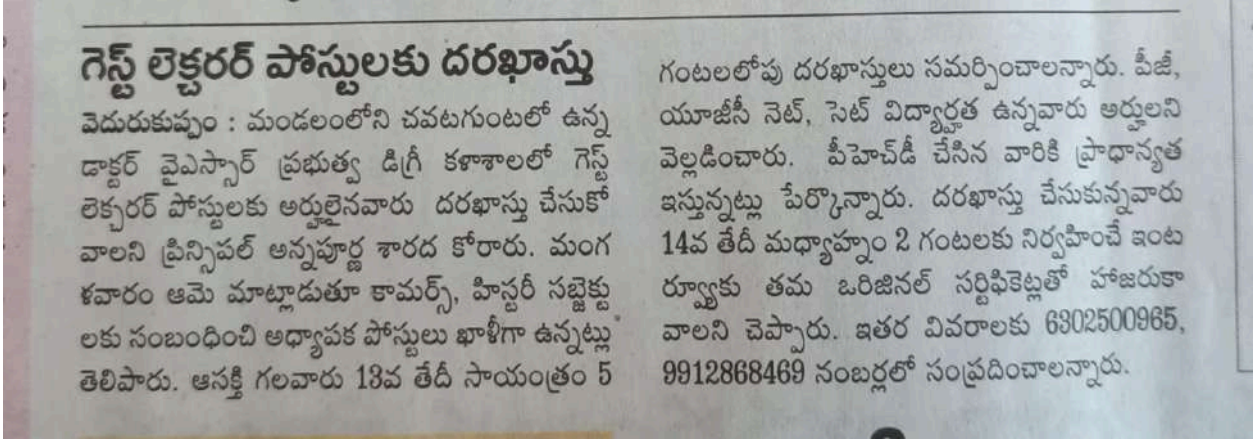 గెస్ట్ లెక్చరర్ పోస్టులకు దరఖాస్తు
వెదురుకుప్పం : మండలంలోని చవటగుంటలో ఉన్న
డాక్టర్ వైఎస్సార్ ప్రభుత్వ డిగ్రీ కళాశాలలో గెస్ట్
లెక్చరర్ పోస్టులకు అర్హులైనవారు దరఖాస్తు చేసుకో
వాలని ప్రిన్సిపల్ అన్నపూర్ణ శారద కోరారు. మంగ
ళవారం ఆమె మాట్లాడుతూ కామర్స్, హిస్టరీ సబ్జెక్టు
లకు సంబంధించి అధ్యాపక పోస్టులు ఖాళీగా ఉన్నట్లు
తెలిపారు. ఆసక్తి గలవారు 13వ తేదీ సాయంత్రం 5
గంటలలోపు దరఖాస్తులు సమర్పించాలన్నారు. పీజీ,
యూజీసీ నెట్, సెట్ విద్యార్హత ఉన్నవారు అర్హులని
వెల్లడించారు. పీహెచ్‌డీ చేసిన వారికి ప్రాధాన్యత
ఇస్తున్నట్లు పేర్కొన్నారు. దరఖాస్తు చేసుకున్నవారు
14వ తేదీ మధ్యాహ్నం 2 గంటలకు నిర్వహించే ఇంట
ర్వ్యూకు తమ ఒరిజినల్ సర్టిఫికెట్లతో హాజరుకా
వాలని చెప్పారు. ఇతర వివరాలకు 6302500965,
9912868469 నంబర్లలో సంప్రదించాలన్నారు.